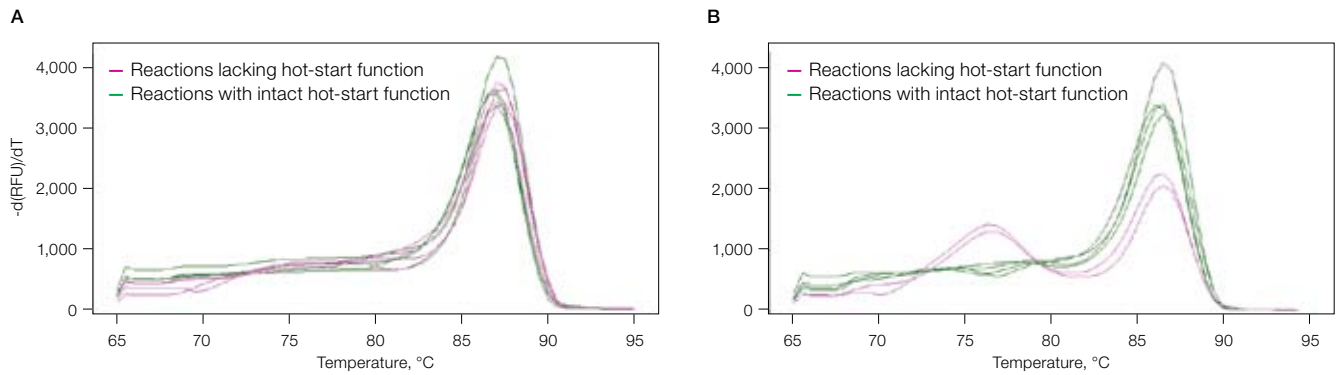 A
-d(RFU)/dT
4,000
3,000
2,000
1,000
0
Reactions lacking hot-start function
Reactions with intact hot-start function
65 70 75 80 85 90 95
Temperature, °C
B
4,000
3,000
2,000
1,000
0
Reactions lacking hot-start function
Reactions with intact hot-start function
65 70 75 80 85 90 95
Temperature, °C